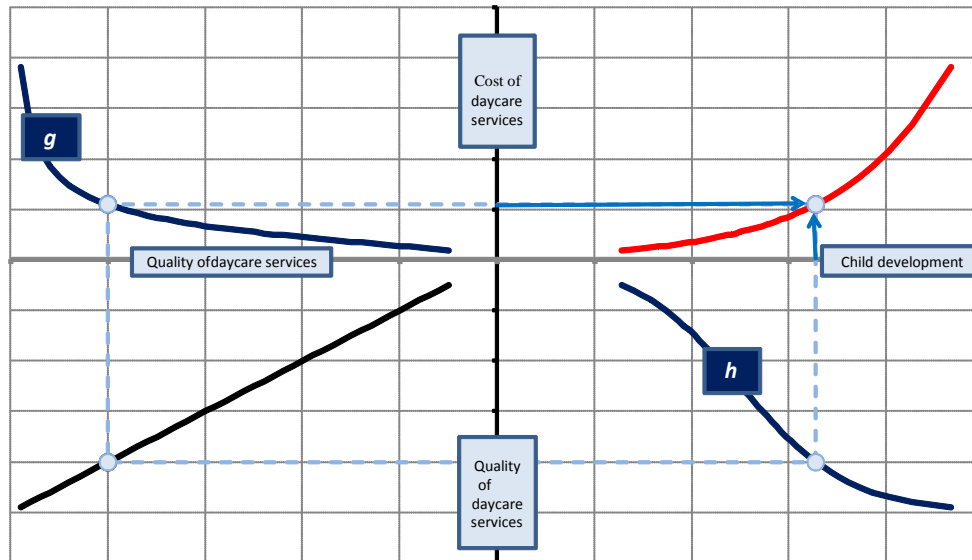 Cost of
daycare
services
g
Quality ofdaycare services
Child development
h
Quality
of
daycare
services